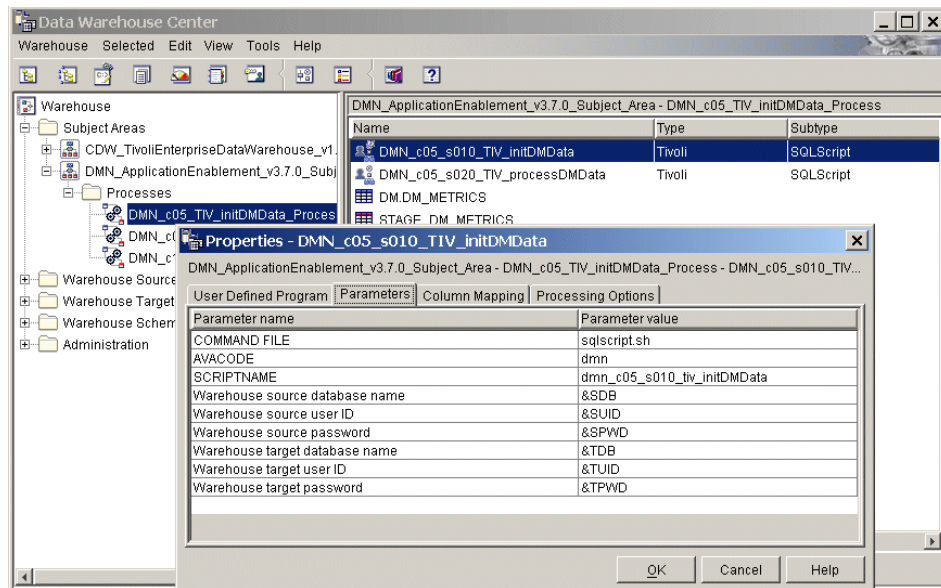 Data Warehouse Center
Warehouse Selected Edit View Tools Help
Warehouse
Subject Areas
CDW_TivoliEnterpriseDataWarehouse_v1.
DMN_ApplicationEnablement_v3.7.0_Subj
Processes
DMN_c05_TIV_initDMData_Proces
DMN_c(
DMN_c1
Warehouse Source
Warehouse Target
Warehouse Schem
Administration
DMN_ApplicationEnablement_v3.7.0_Subject_Area - DMN_c05_TIV_initDMData_Process
Name Type Subtype
DMN_c05_s010_TIV_initDMData Tivoli SQLScript
DMN_c05_s020_TIV_processDMData Tivoli SQLScript
DM.DM_METRICS
STAGE_DM_METRICS
Properties - DMN_c05_s010_TIV_initDMData
DMN_ApplicationEnablement_v3.7.0_Subject_Area - DMN_c05_TIV_initDMData_Process - DMN_c05_s010_TIV...
User Defined Program Parameters Column Mapping Processing Options
Parameter name Parameter value
COMMAND FILE sqlscript.sh
AVACODE dmn
SCRIPTNAME dmn_c05_s010_tiv_initDMData
Warehouse source database name &SDB
Warehouse source user ID &SUID
Warehouse source password &SPWD
Warehouse target database name &TDB
Warehouse target user ID &TUID
Warehouse target password &TPWD
OK Cancel Help